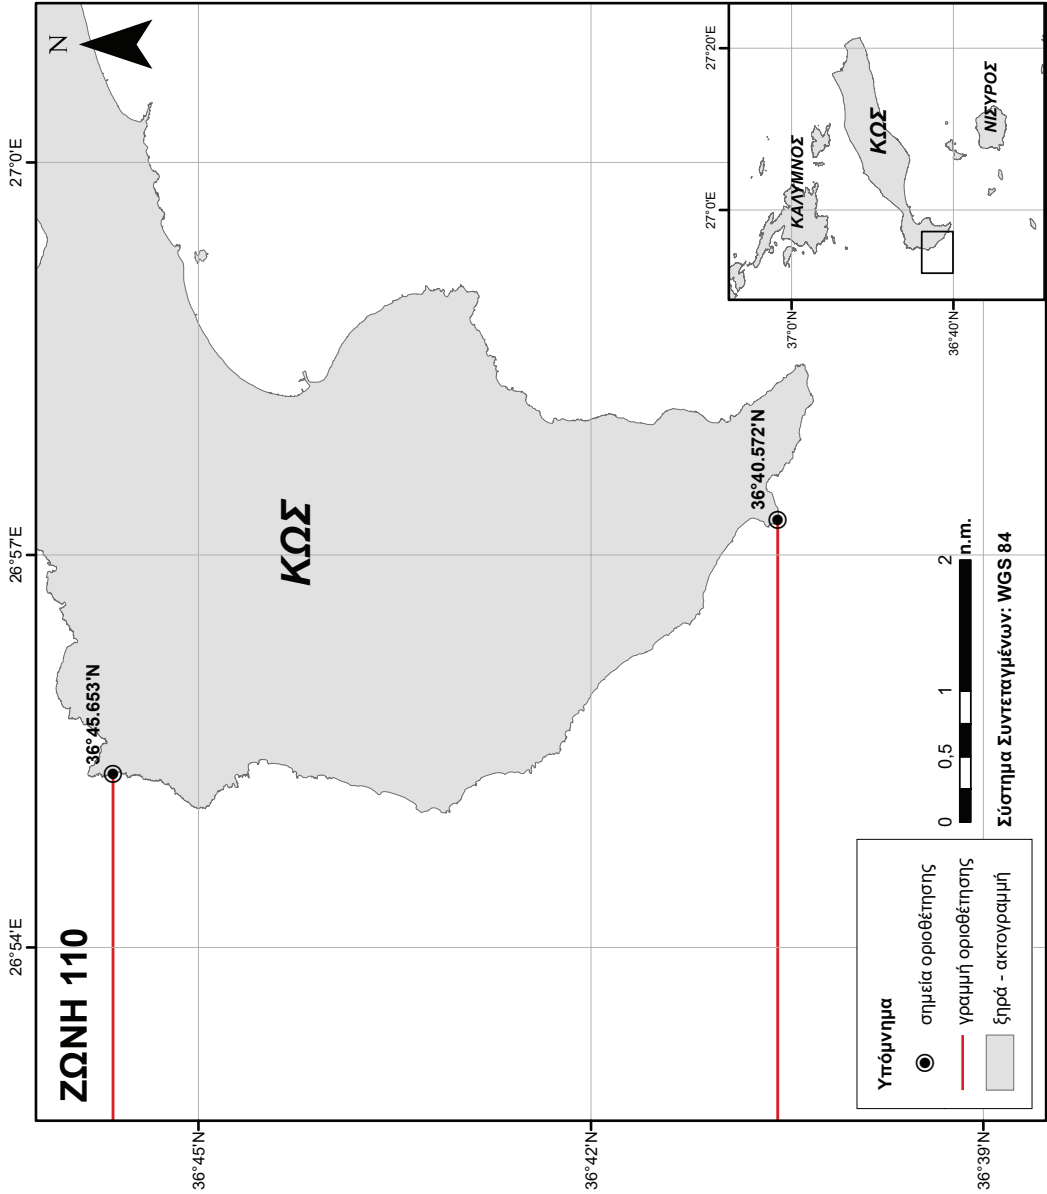 ΖΩΝΗ 110
N
26°54'E
26°57'E
27°0'E
36°45'N
36°42'N
36°39'N
36°45.653'N
36°40.572'N
ΚΩΣ
27°0'E
27°20'E
37°0'N
36°40'N
ΚΑΛΥΜΝΟΣ
ΚΩΣ
ΝΙΣΥΡΟΣ
Υπόμνημα
σημεία οριοθέτησης
γραμμή οριοθέτησης
ξηρά - ακτογραμμή
0 0,5 1 2
n.m.
Σύστημα Συντεταγμένων: WGS 84